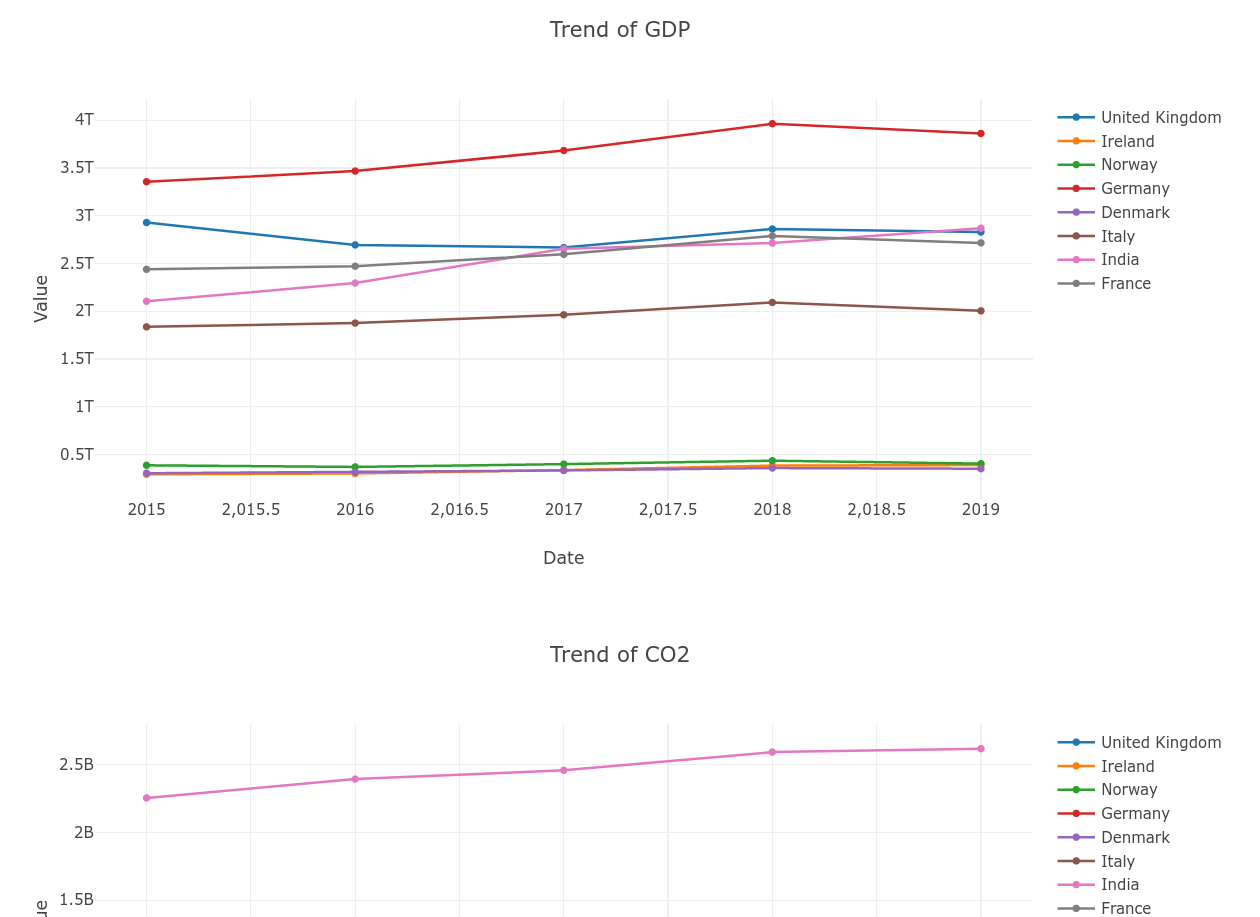 Trend of GDP
4T
3.5T
3T
2.5T
2T
1.5T
1T
0.5T
Value
2015
2,015.5
2016
2,016.5
2017
2,017.5
2018
2,018.5
2019
Date
United Kingdom
Ireland
Norway
Germany
Denmark
Italy
India
France
Trend of CO2
2.5B
2B
1.5B
ue
United Kingdom
Ireland
Norway
Germany
Denmark
Italy
India
France